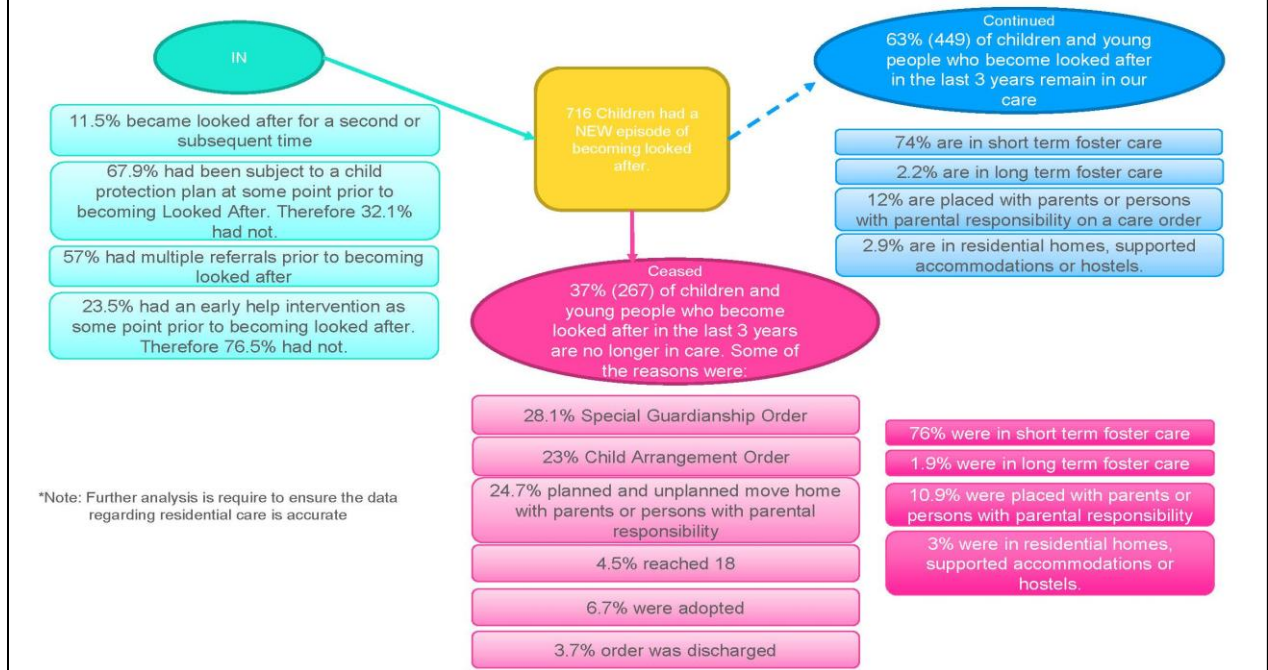 IN
11.5% became looked after for a second or
subsequent time
67.9% had been subject to a child
protection plan at some point prior to
becoming Looked After. Therefore 32.1%
had not.
57% had multiple referrals prior to becoming
looked after
23.5% had an early help intervention as
some point prior to becoming looked after.
Therefore 76.5% had not.
716 Children had a
NEW episode of
becoming looked
after.
Continued
63% (449) of children and young
people who become looked after
in the last 3 years remain in our
care
74% are in short term foster care
2.2% are in long term foster care
12% are placed with parents or persons
with parental responsibility on a care order
2.9% are in residential homes, supported
accommodations or hostels.
Ceased
37% (267) of children and
young people who become
looked after in the last 3 years
are no longer in care. Some of
the reasons were:
28.1% Special Guardianship Order
23% Child Arrangement Order
24.7% planned and unplanned move home
with parents or persons with parental
responsibility
4.5% reached 18
6.7% were adopted
3.7% order was discharged
76% were in short term foster care
1.9% were in long term foster care
10.9% were placed with parents or
persons with parental responsibility
3% were in residential homes,
supported accommodations or
hostels.
*Note: Further analysis is require to ensure the data
regarding residential care is accurate